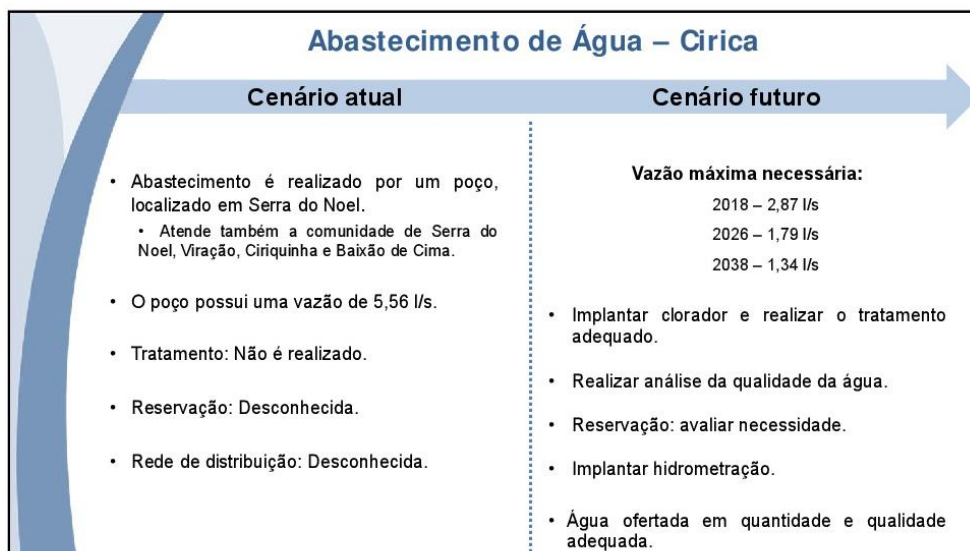 Abastecimento de Água – Cirica
Cenário atual
Cenário futuro
• Abastecimento é realizado por um poço,
localizado em Serra do Noel.
• Atende também a comunidade de Serra do
Noel, Viração, Ciriquinha e Baixão de Cima.
• O poço possui uma vazão de 5,56 l/s.
• Tratamento: Não é realizado.
• Reservação: Desconhecida.
• Rede de distribuição: Desconhecida.
Vazão máxima necessária:
2018 – 2,87 l/s
2026 – 1,79 l/s
2038 – 1,34 l/s
• Implantar clorador e realizar o tratamento
adequado.
• Realizar análise da qualidade da água.
• Reservação: avaliar necessidade.
• Implantar hidrometração.
• Água ofertada em quantidade e qualidade
adequada.